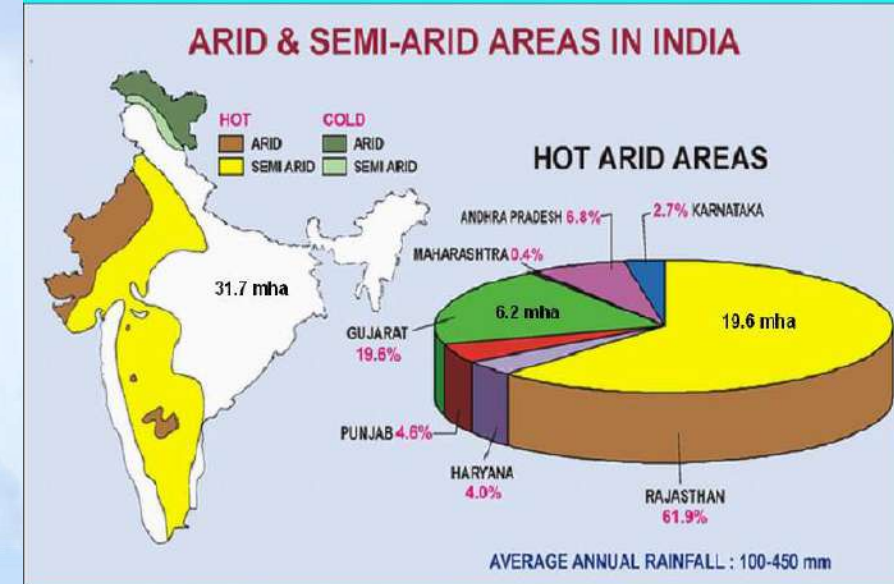 ARID & SEMI-ARID AREAS IN INDIA
HOT
COLD
ARID
ARID
SEMI ARID
SEMI ARID
HOT ARID AREAS
ANDHRA PRADESH 6.8%
2.7% KARNATAKA
MAHARASHTRA 0.4%
31.7 mha
6.2 mha
19.6 mha
GUJARAT
19.6%
PUNJAB 4.6%
HARYANA
4.0%
RAJASTHAN
61.9%
AVERAGE ANNUAL RAINFALL : 100-450 mm